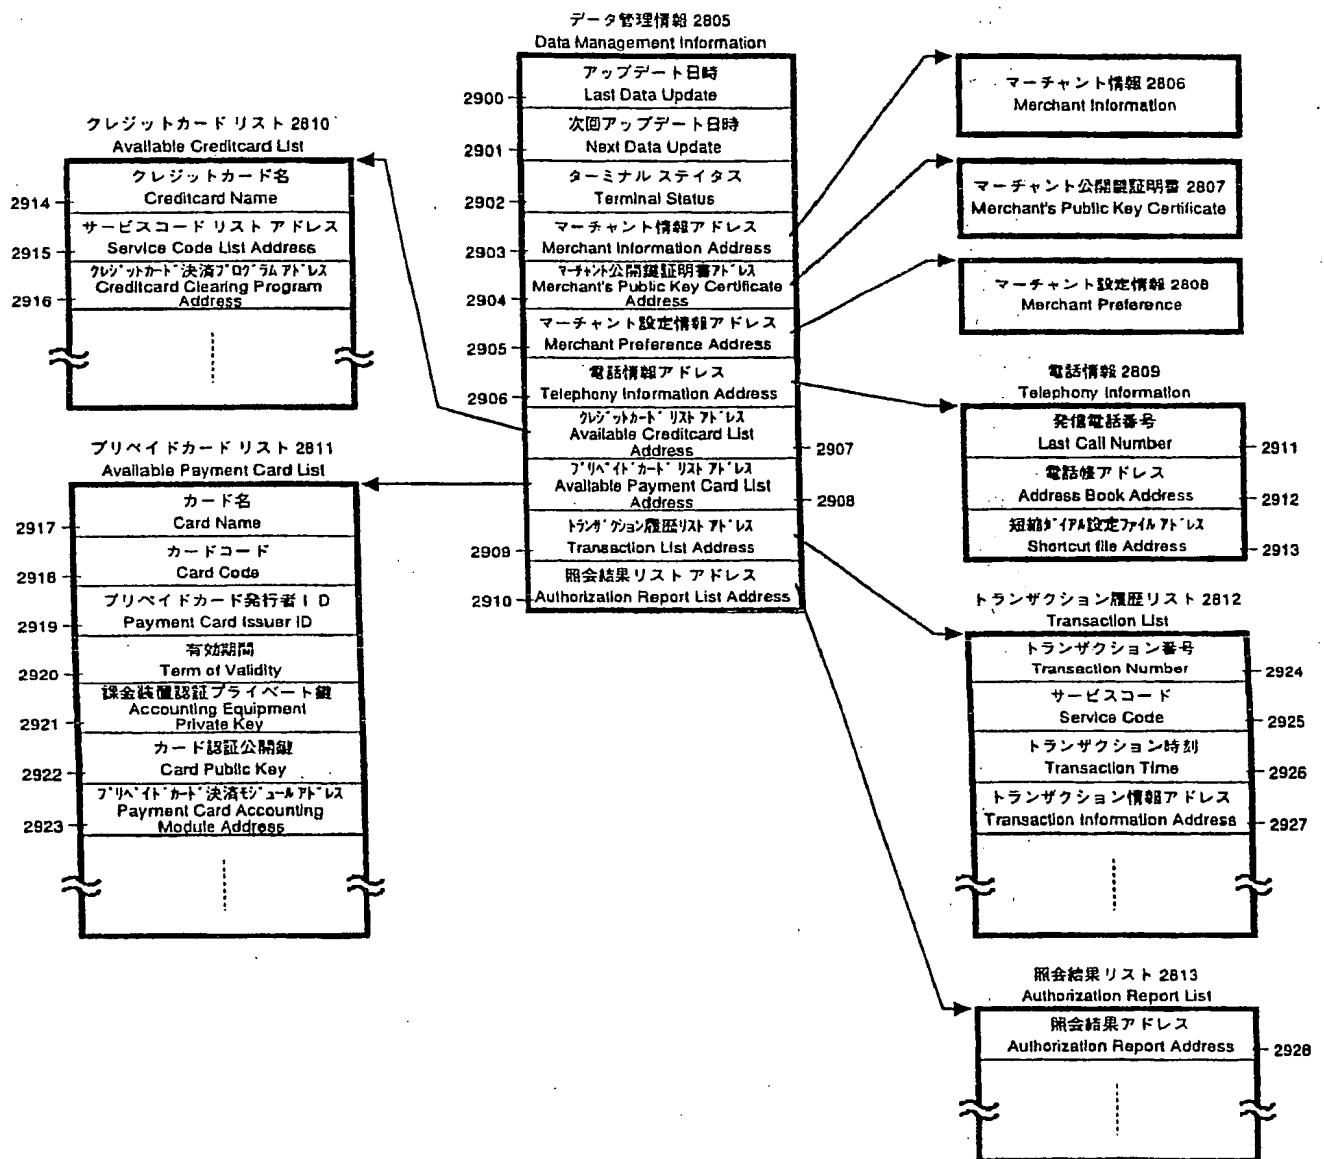 データ管理情報 2805
Data Management Information
アップデート日時
Last Data Update
2900
次回アップデート日時
Next Data Update
2901
ターミナル ステイタス
Terminal Status
2902
マーチャント情報アドレス
Merchant Information Address
2903
マーチャント公開鍵証明書アドレス
Merchant's Public Key Certificate
Address
2904
マーチャント設定情報アドレス
Merchant Preference Address
2905
電話情報アドレス
Telephony Information Address
2906
クレジットカード リスト アドレス
Available Creditcard List
Address
2907
プリペイドカード リスト アドレス
Available Payment Card List
Address
2908
トランザクション履歴リスト アドレス
Transaction List Address
2909
照会結果リスト アドレス
Authorization Report List Address
2910
クレジットカード リスト 2810
Available Creditcard List
クレジットカード名
Creditcard Name
2914
サービスコード リスト アドレス
Service Code List Address
2915
クレジットカード決済プログラム アドレス
Creditcard Clearing Program
Address
2916
プリペイドカード リスト 2811
Available Payment Card List
カード名
Card Name
2917
カードコード
Card Code
2918
プリペイドカード発行者ID
Payment Card Issuer ID
2919
有効期間
Term of Validity
2920
課金装置認証プライベート鍵
Accounting Equipment
Private Key
2921
カード認証公開鍵
Card Public Key
2922
プリペイドカード決済モジュールアドレス
Payment Card Accounting
Module Address
2923
マーチャント情報 2806
Merchant Information
マーチャント公開鍵証明書 2807
Merchant's Public Key Certificate
マーチャント設定情報 2808
Merchant Preference
電話情報 2809
Telephony Information
発信電話番号
Last Call Number
2911
電話帳アドレス
Address Book Address
2912
短縮ダイアル設定ファイル アドレス
Shortcut file Address
2913
トランザクション履歴リスト 2812
Transaction List
トランザクション番号
Transaction Number
2924
サービスコード
Service Code
2925
トランザクション時刻
Transaction Time
2926
トランザクション情報アドレス
Transaction Information Address
2927
照会結果リスト 2813
Authorization Report List
照会結果アドレス
Authorization Report Address
2928